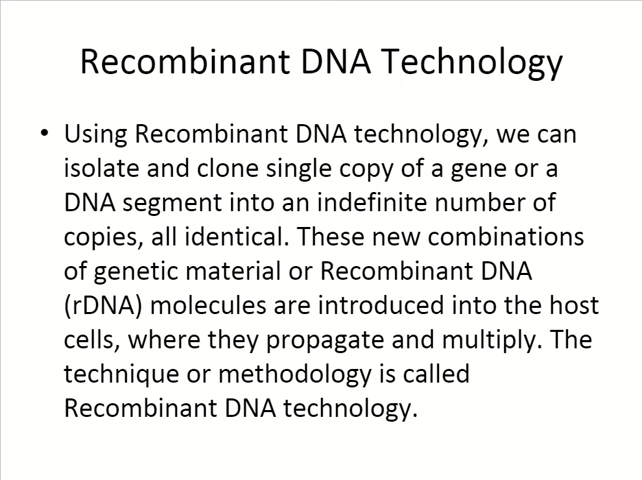 Recombinant DNA Technology
• Using Recombinant DNA technology, we can
isolate and clone single copy of a gene or a
DNA segment into an indefinite number of
copies, all identical. These new combinations
of genetic material or Recombinant DNA
(rDNA) molecules are introduced into the host
cells, where they propagate and multiply. The
technique or methodology is called
Recombinant DNA technology.